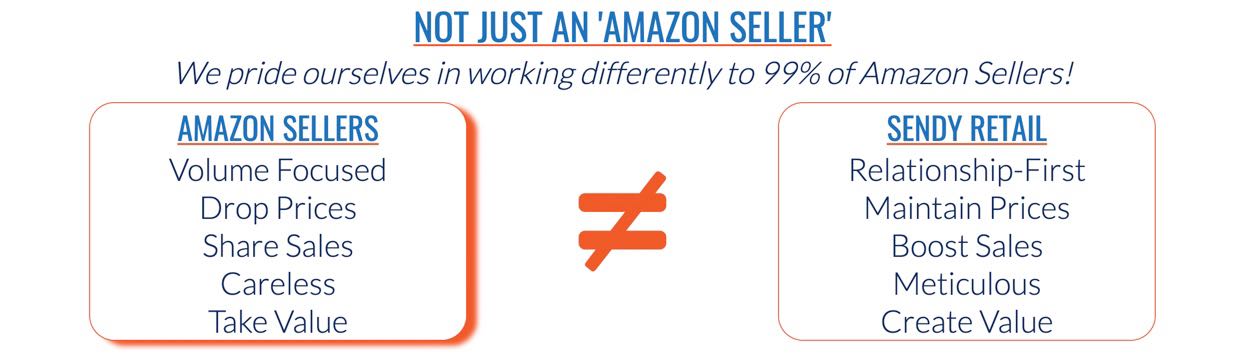 NOT JUST AN 'AMAZON SELLER'
We pride ourselves in working differently to 99% of Amazon Sellers!
AMAZON SELLERS
Volume Focused
Drop Prices
Share Sales
Careless
Take Value
≠
SENDY RETAIL
Relationship-First
Maintain Prices
Boost Sales
Meticulous
Create Value